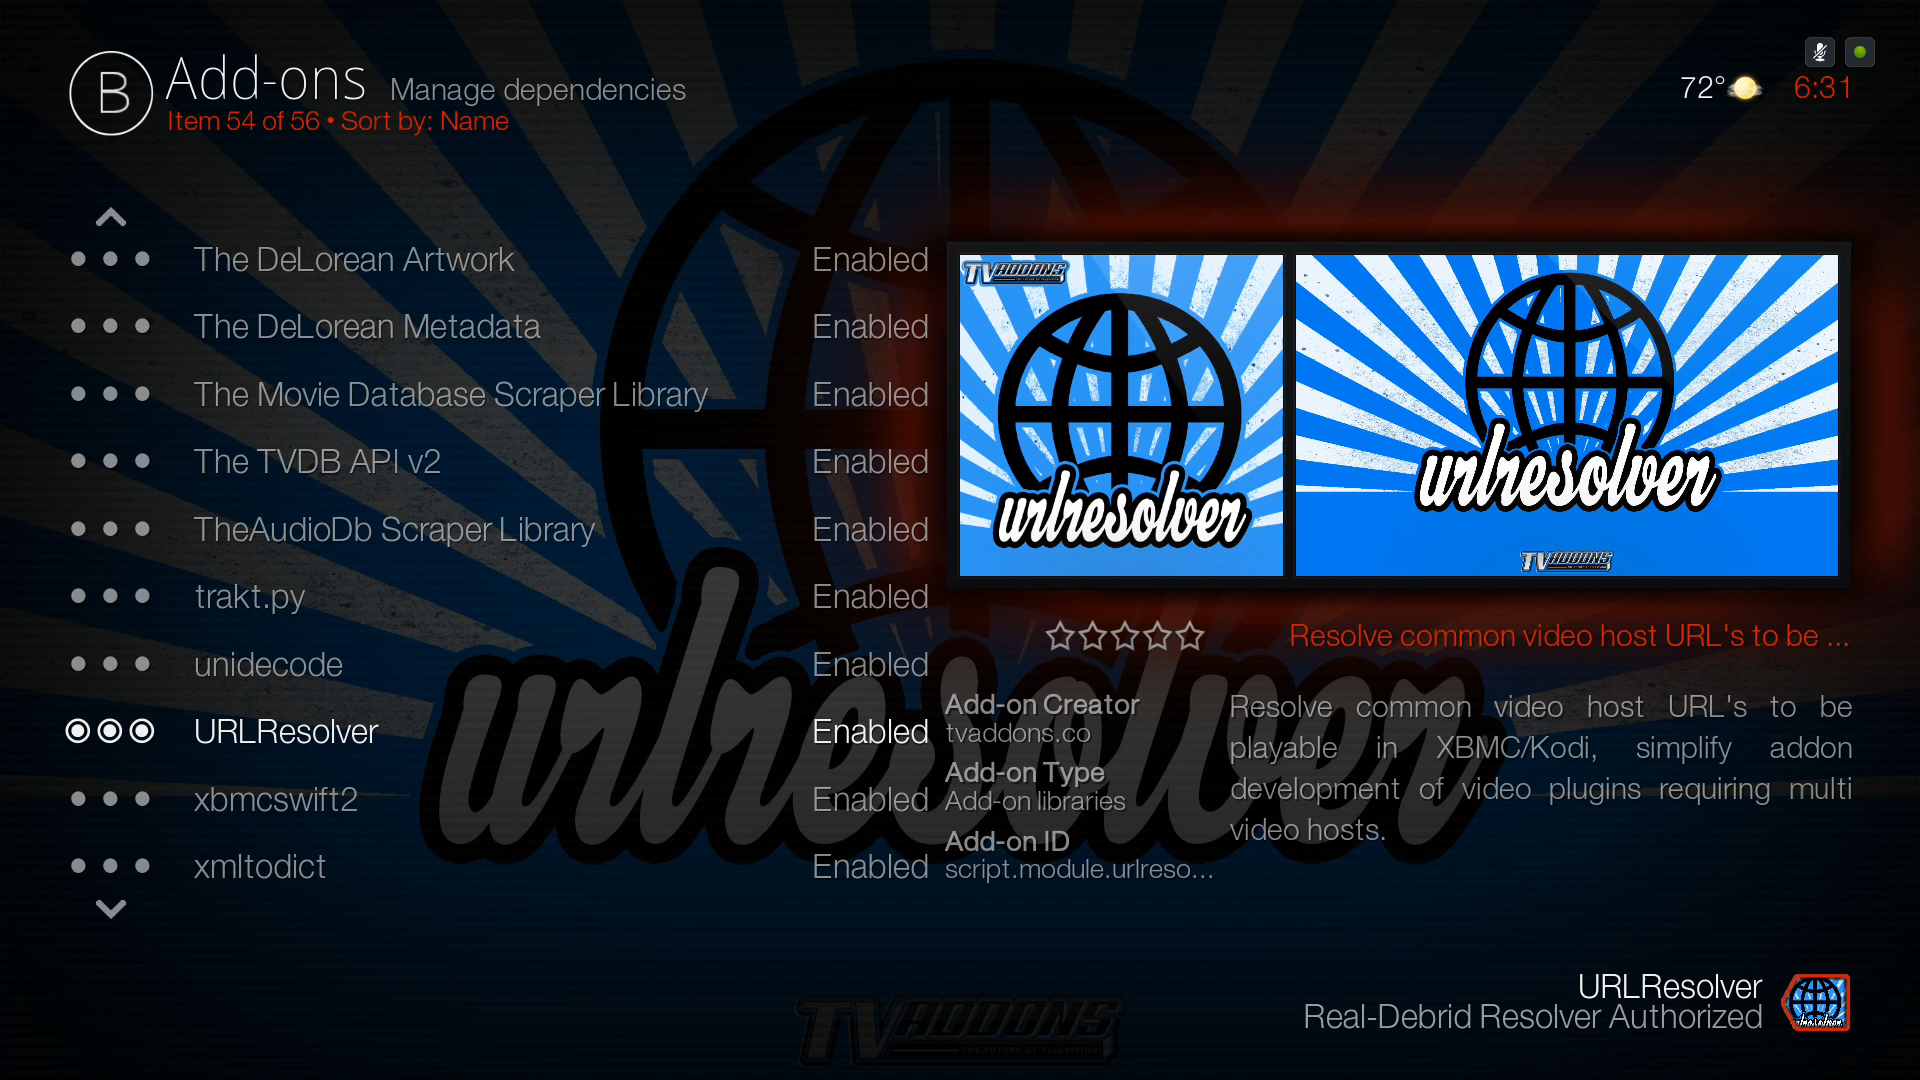 B Add-ons Manage dependencies
Item 54 of 56 • Sort by: Name
72° 6:31
The DeLorean Artwork Enabled
The DeLorean Metadata Enabled
The Movie Database Scraper Library Enabled
The TVDB API v2 Enabled
TheAudioDb Scraper Library Enabled
trakt.py Enabled
unidecode Enabled
URLResolver Enabled
xbmcswift2 Enabled
xmltodict Enabled
TVADDONS
urlresolver
urlresolver
TVADDONS
Resolve common video host URL's to be ...
Add-on Creator
tvaddons.co
Add-on Type
Add-on libraries
Add-on ID
script.module.urlreso...
Resolve common video host URL's to be
playable in XBMC/Kodi, simplify addon
development of video plugins requiring multi
video hosts.
urlresolver
TVADDONS
THE FUTURE OF TELEVISION
URLResolver
Real-Debrid Resolver Authorized